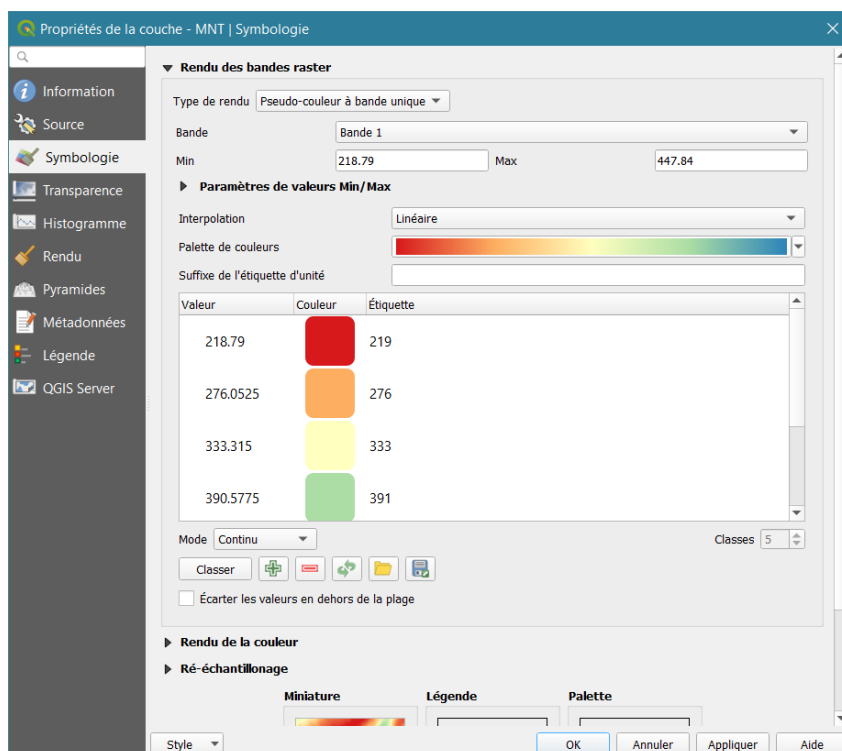 Propriétés de la couche - MNT | Symbologie
Information
Source
Symbologie
Transparence
Histogramme
Rendu
Pyramides
Métadonnées
Légende
QGIS Server
Rendu des bandes raster
Type de rendu Pseudo-couleur à bande unique
Bande Bande 1
Min 218.79 Max 447.84
Paramètres de valeurs Min/Max
Interpolation Linéaire
Palette de couleurs
Suffixe de l'étiquette d'unité
Valeur Couleur Étiquette
218.79 219
276.0525 276
333.315 333
390.5775 391
Mode Continu Classes 5
Classer
Écarter les valeurs en dehors de la plage
Rendu de la couleur
Ré-échantillonage
Miniature Légende Palette
Style OK Annuler Appliquer Aide